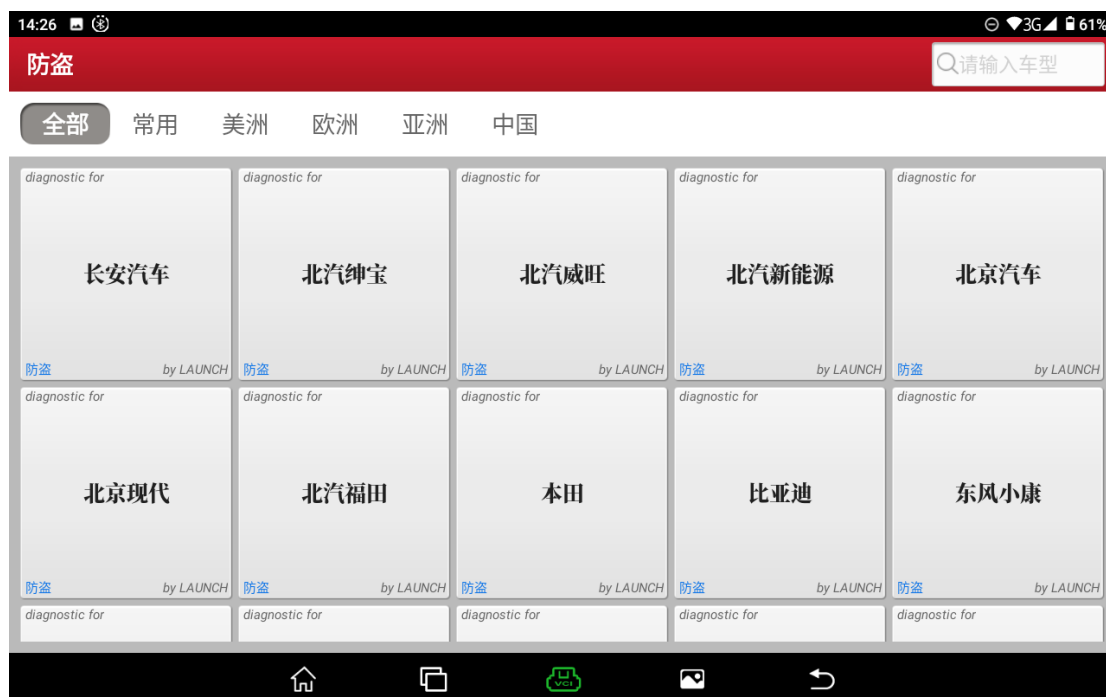 14:26 3G 61%
防盗 请输入车型
全部 常用 美洲 欧洲 亚洲 中国
diagnostic for diagnostic for diagnostic for diagnostic for diagnostic for
长安汽车 北汽绅宝 北汽威旺 北汽新能源 北京汽车
防盗 by LAUNCH 防盗 by LAUNCH 防盗 by LAUNCH 防盗 by LAUNCH 防盗 by LAUNCH
diagnostic for diagnostic for diagnostic for diagnostic for diagnostic for
北京现代 北汽福田 本田 比亚迪 东风小康
防盗 by LAUNCH 防盗 by LAUNCH 防盗 by LAUNCH 防盗 by LAUNCH 防盗 by LAUNCH
diagnostic for diagnostic for diagnostic for diagnostic for diagnostic for
VCI